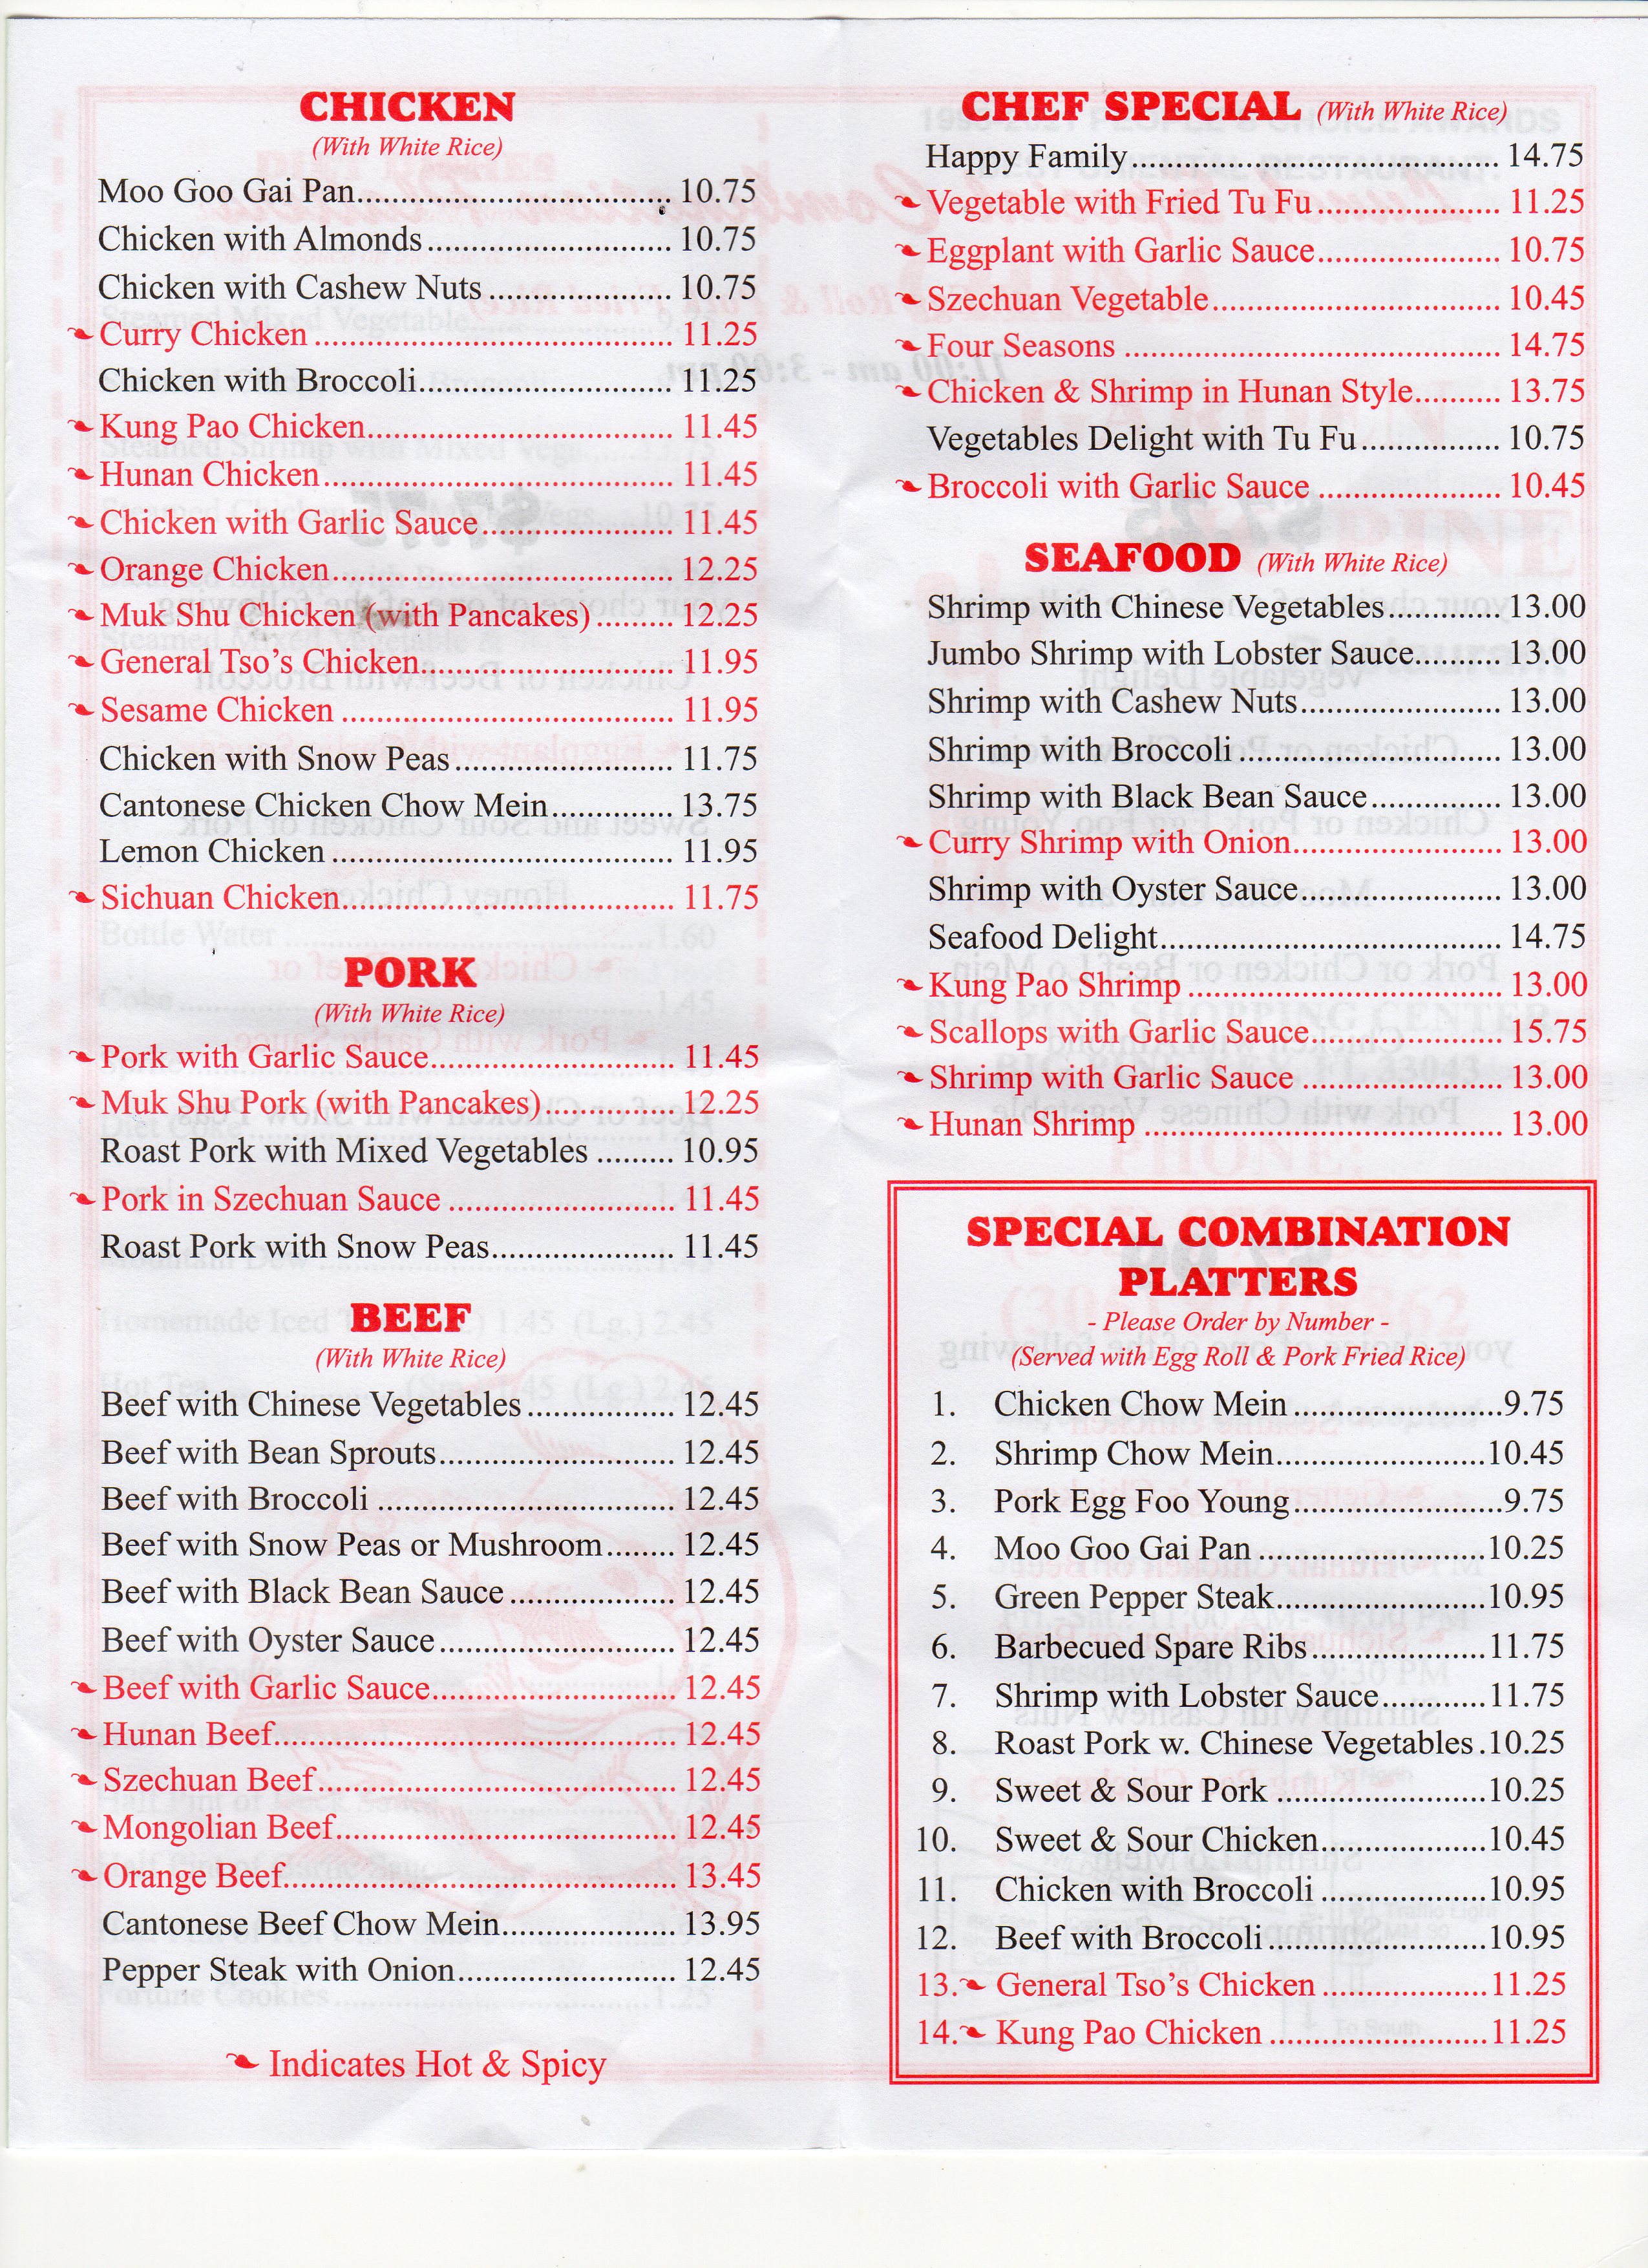 CHICKEN
(With White Rice)
Moo Goo Gai Pan................................. 10.75
Chicken with Almonds.......................... 10.75
Chicken with Cashew Nuts.................... 10.75
Curry Chicken....................................... 11.25
Chicken with Broccoli........................... 11.25
Kung Pao Chicken................................. 11.45
Hunan Chicken...................................... 11.45
Chicken with Garlic Sauce..................... 11.45
Orange Chicken..................................... 12.25
Muk Shu Chicken (with Pancakes)......... 12.25
General Tso's Chicken........................... 11.95
Sesame Chicken.................................... 11.95
Chicken with Snow Peas........................ 11.75
Cantonese Chicken Chow Mein............. 13.75
Lemon Chicken..................................... 11.95
Sichuan Chicken.................................... 11.75
PORK
(With White Rice)
Pork with Garlic Sauce.......................... 11.45
Muk Shu Pork (with Pancakes).............. 12.25
Roast Pork with Mixed Vegetables......... 10.95
Pork in Szechuan Sauce......................... 11.45
Roast Pork with Snow Peas.................... 11.45
BEEF
(With White Rice)
Beef with Chinese Vegetables................ 12.45
Beef with Bean Sprouts.......................... 12.45
Beef with Broccoli................................. 12.45
Beef with Snow Peas or Mushroom........ 12.45
Beef with Black Bean Sauce.................. 12.45
Beef with Oyster Sauce.......................... 12.45
Beef with Garlic Sauce........................... 12.45
Hunan Beef............................................ 12.45
Szechuan Beef....................................... 12.45
Mongolian Beef..................................... 12.45
Orange Beef........................................... 13.45
Cantonese Beef Chow Mein................... 13.95
Pepper Steak with Onion........................ 12.45
Indicates Hot & Spicy
CHEF SPECIAL (With White Rice)
Happy Family........................................ 14.75
Vegetable with Fried Tu Fu.................... 11.25
Eggplant with Garlic Sauce.................... 10.75
Szechuan Vegetable............................... 10.45
Four Seasons......................................... 14.75
Chicken & Shrimp in Hunan Style.......... 13.75
Vegetables Delight with Tu Fu............... 10.75
Broccoli with Garlic Sauce.................... 10.45
SEAFOOD (With White Rice)
Shrimp with Chinese Vegetables............ 13.00
Jumbo Shrimp with Lobster Sauce......... 13.00
Shrimp with Cashew Nuts...................... 13.00
Shrimp with Broccoli............................. 13.00
Shrimp with Black Bean Sauce.............. 13.00
Curry Shrimp with Onion....................... 13.00
Shrimp with Oyster Sauce...................... 13.00
Seafood Delight..................................... 14.75
Kung Pao Shrimp.................................. 13.00
Scallops with Garlic Sauce..................... 15.75
Shrimp with Garlic Sauce...................... 13.00
Hunan Shrimp....................................... 13.00
SPECIAL COMBINATION
PLATTERS
- Please Order by Number -
(Served with Egg Roll & Pork Fried Rice)
1. Chicken Chow Mein.......................9.75
2. Shrimp Chow Mein.......................10.45
3. Pork Egg Foo Young.......................9.75
4. Moo Goo Gai Pan.........................10.25
5. Green Pepper Steak.......................10.95
6. Barbecued Spare Ribs...................11.75
7. Shrimp with Lobster Sauce............11.75
8. Roast Pork w. Chinese Vegetables.10.25
9. Sweet & Sour Pork.......................10.25
10. Sweet & Sour Chicken..................10.45
11. Chicken with Broccoli..................10.95
12. Beef with Broccoli........................10.95
13. General Tso's Chicken..................11.25
14. Kung Pao Chicken........................11.25